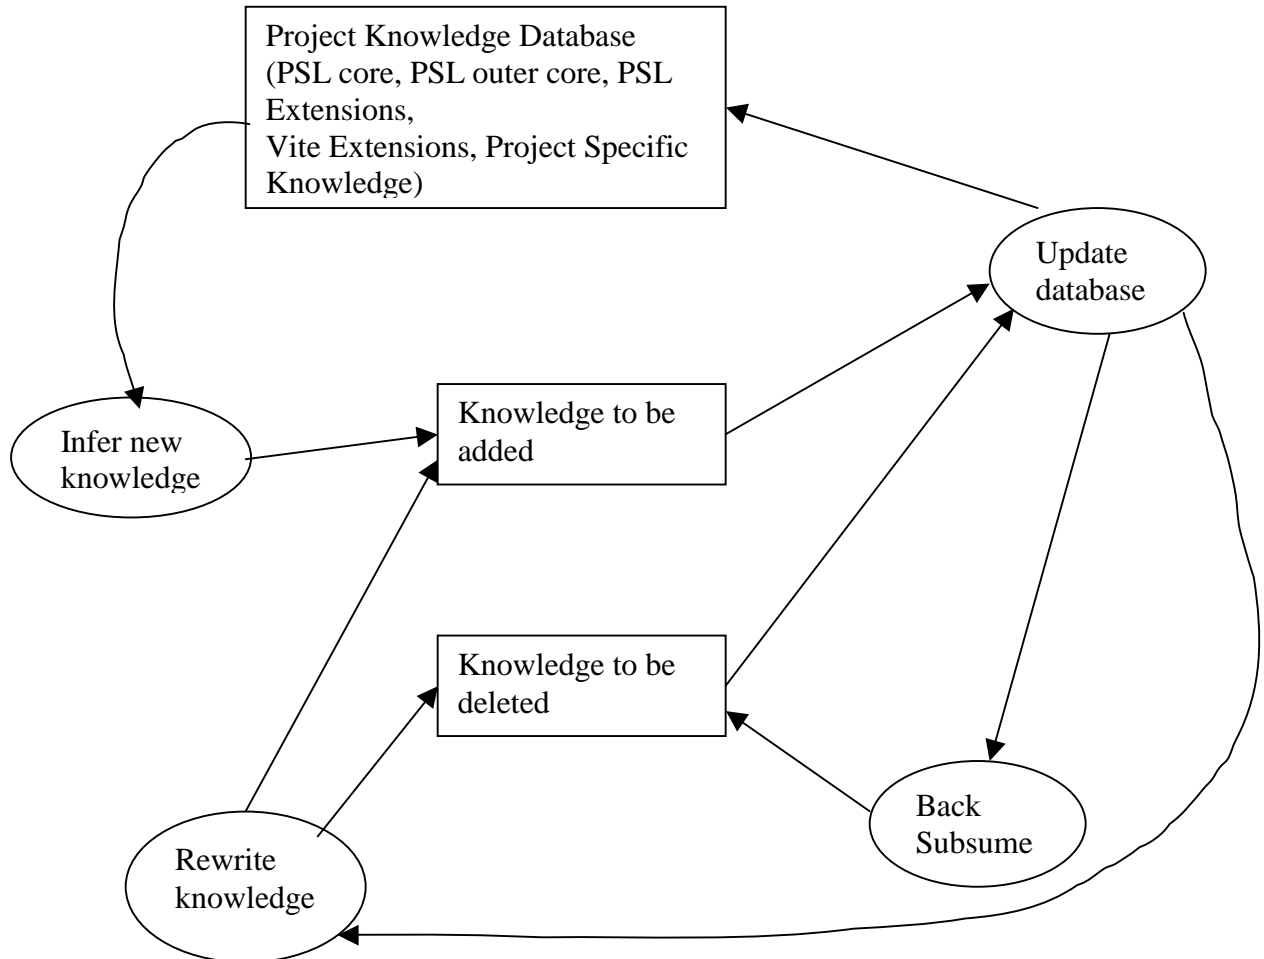 Project Knowledge Database
(PSL core, PSL outer core, PSL
Extensions,
Vite Extensions, Project Specific
Knowledge)
Update
database
Knowledge to be
added
Infer new
knowledge
Knowledge to be
deleted
Back
Subsume
Rewrite
knowledge